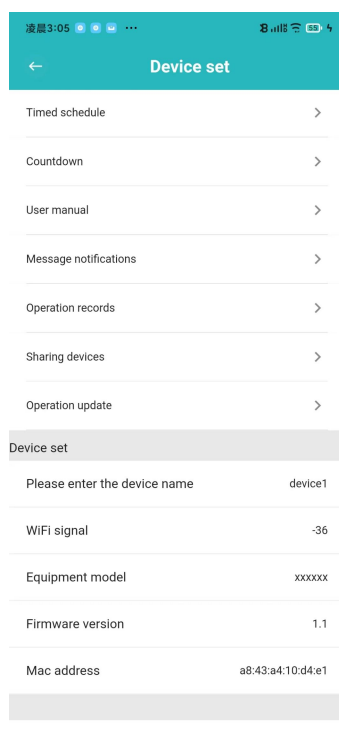 凌晨3:05
55
Device set
Timed schedule
Countdown
User manual
Message notifications
Operation records
Sharing devices
Operation update
Device set
Please enter the device name device1
WiFi signal -36
Equipment model xxxxxx
Firmware version 1.1
Mac address a8:43:a4:10:d4:e1